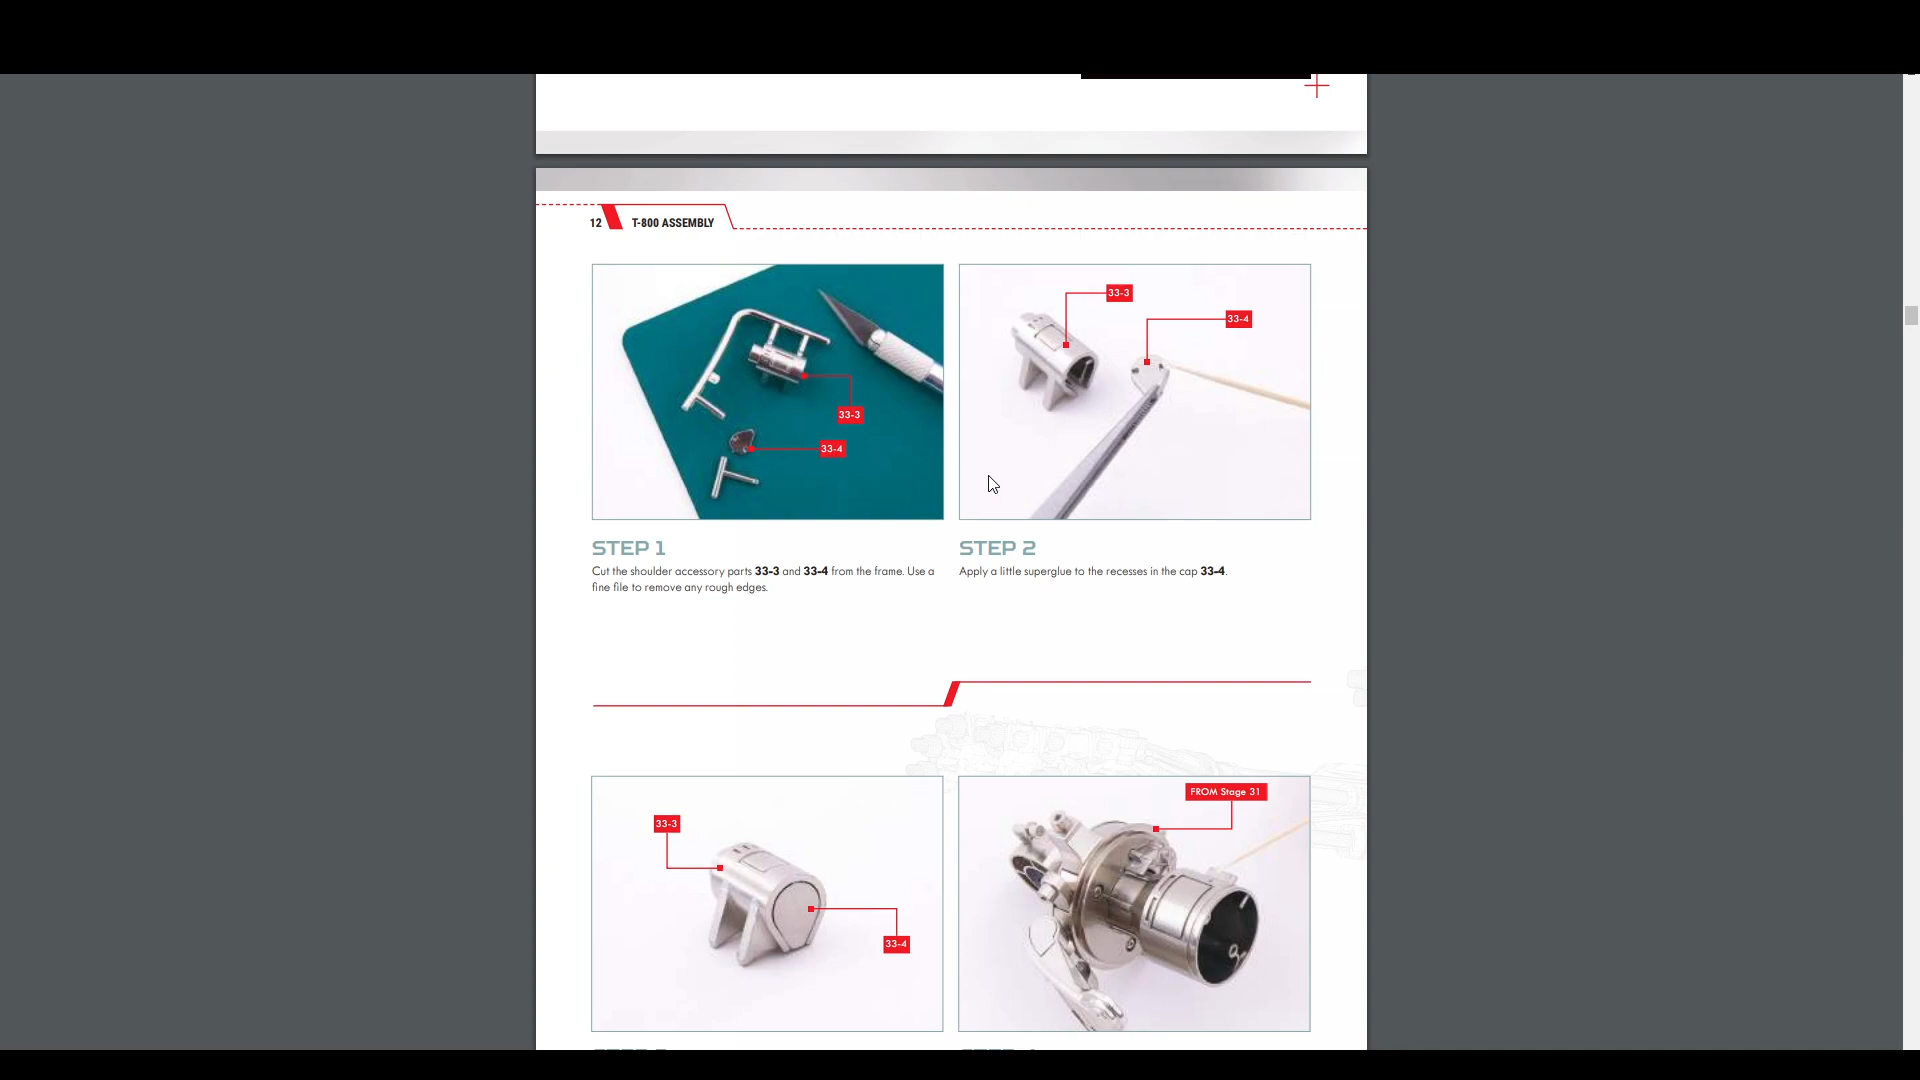 12 T-800 ASSEMBLY
33-3
33-4
33-3
33-4
STEP 1
Cut the shoulder accessory parts 33-3 and 33-4 from the frame. Use a
fine file to remove any rough edges.
STEP 2
Apply a little superglue to the recesses in the cap 33-4.
33-3
33-4
FROM Stage 31